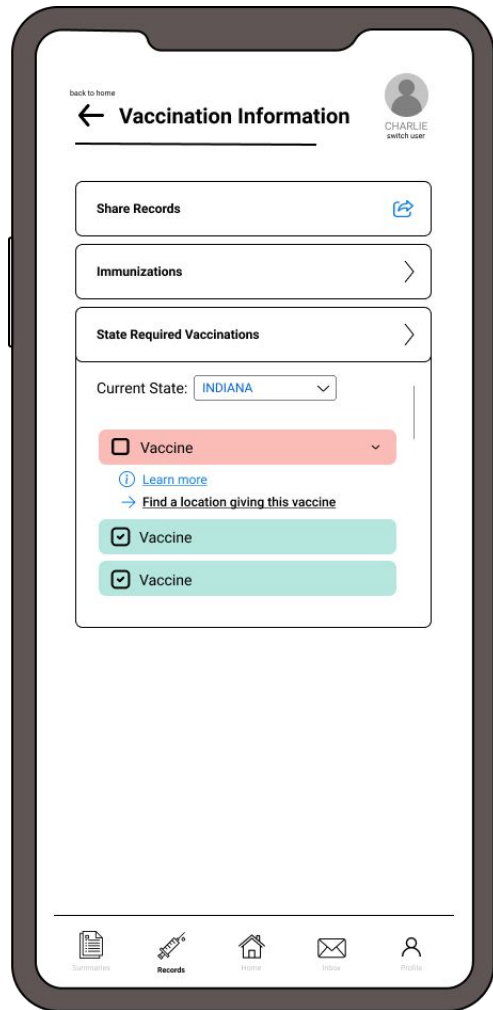 back to home
Vaccination Information
CHARLIE
switch user
Share Records
Immunizations
State Required Vaccinations
Current State: INDIANA
Vaccine
Learn more
Find a location giving this vaccine
Vaccine
Vaccine
Summaries Records Home Inbox Profile